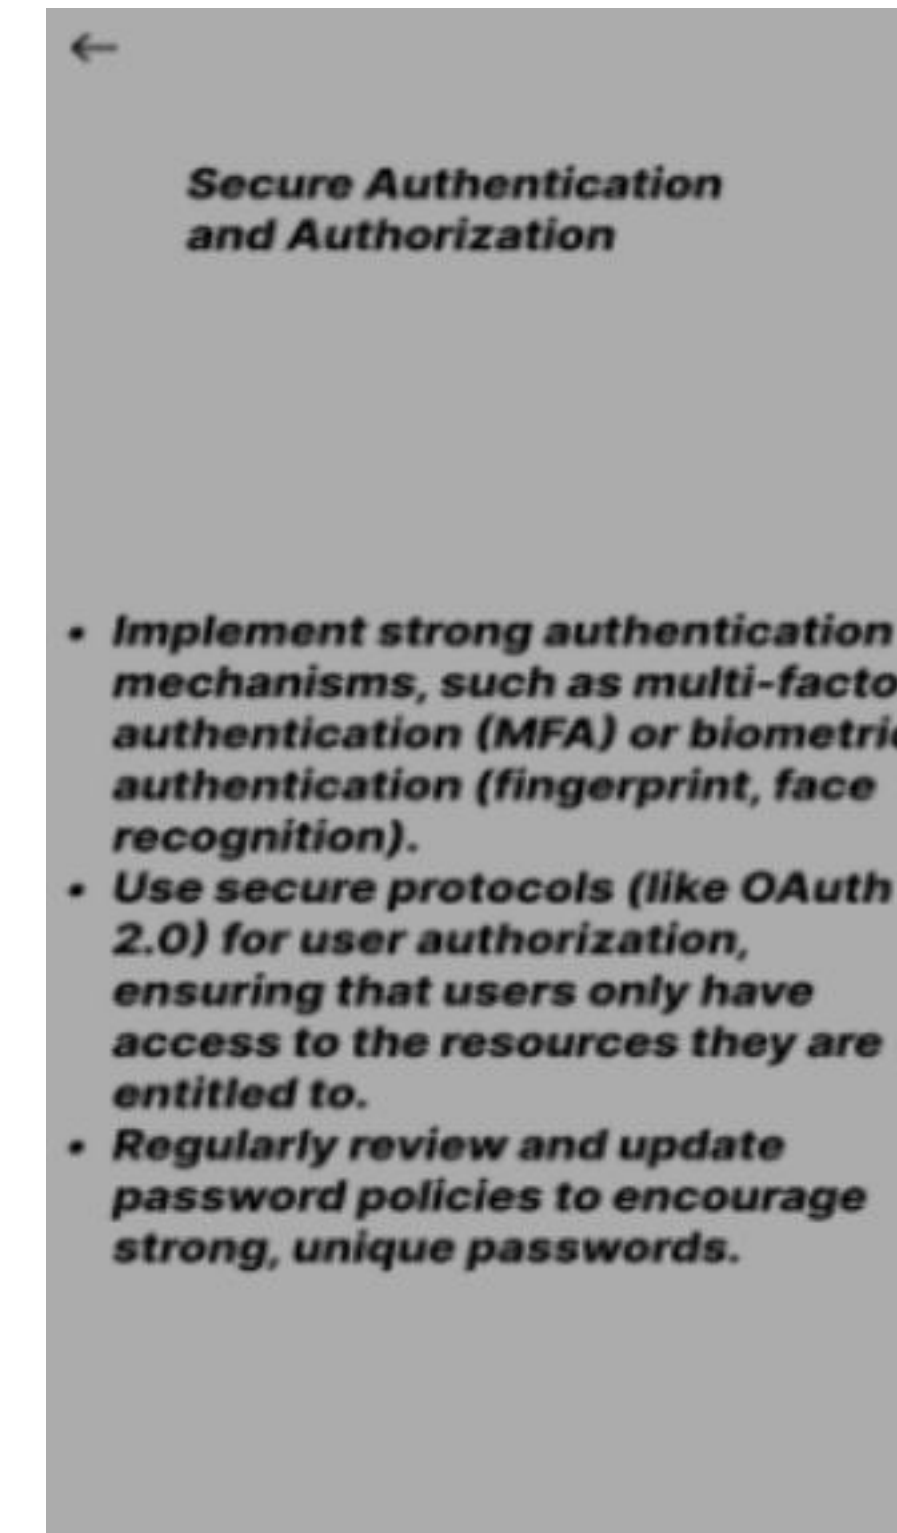 Secure Authentication
and Authorization
• Implement strong authentication
mechanisms, such as multi-facto
authentication (MFA) or biometric
authentication (fingerprint, face
recognition).
• Use secure protocols (like OAuth
2.0) for user authorization,
ensuring that users only have
access to the resources they are
entitled to.
• Regularly review and update
password policies to encourage
strong, unique passwords.